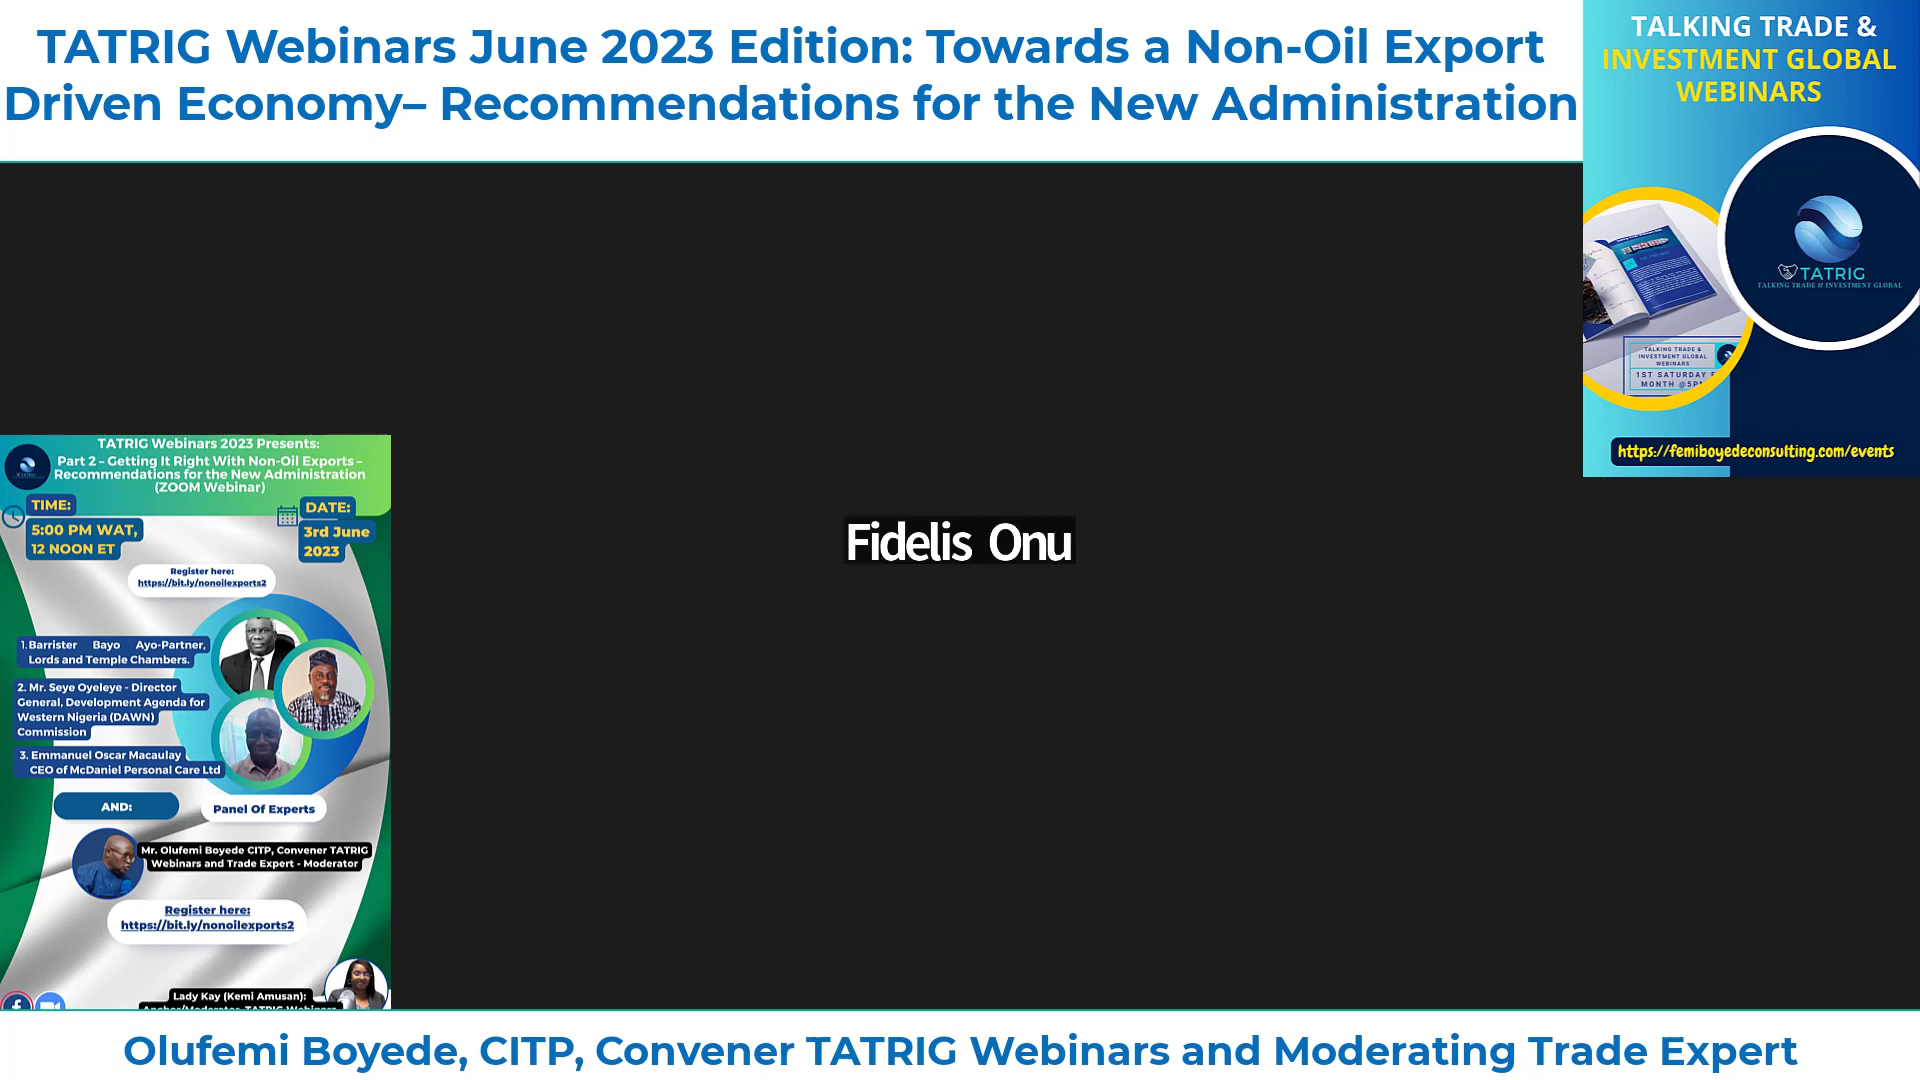 TATRIG Webinars June 2023 Edition: Towards a Non-Oil Export
Driven Economy– Recommendations for the New Administration
TALKING TRADE &
INVESTMENT GLOBAL
WEBINARS
TATRIG
TALKING TRADE & INVESTMENT GLOBAL
TALKING TRADE &
INVESTMENT GLOBAL
WEBINARS
1ST SATURDAY
MONTH @5P
https://femiboyedeconsulting.com/events
TATRIG Webinars 2023 Presents:
Part 2 – Getting It Right With Non-Oil Exports –
Recommendations for the New Administration
(ZOOM Webinar)
TIME:
5:00 PM WAT,
12 NOON ET
DATE:
3rd June
2023
Register here:
https://bit.ly/nonoilexports2
1.Barrister Bayo Ayo-Partner,
Lords and Temple Chambers.
2. Mr. Seye Oyeleye - Director
General, Development Agenda for
Western Nigeria (DAWN)
Commission
3. Emmanuel Oscar Macaulay
CEO of McDaniel Personal Care Ltd
AND:
Panel Of Experts
Mr. Olufemi Boyede CITP, Convener TATRIG
Webinars and Trade Expert - Moderator
Register here:
https://bit.ly/nonoilexports2
Lady Kay (Kemi Amusan):
Anchor/Moderator, TATRIG Webinars
Fidelis Onu
Olufemi Boyede, CITP, Convener TATRIG Webinars and Moderating Trade Expert